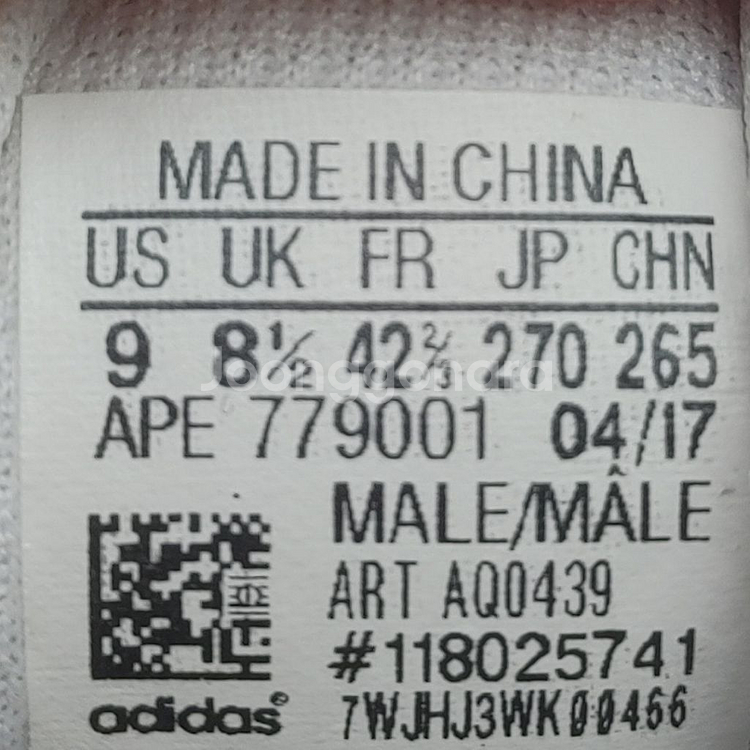 MADE IN CHINA
US UK FR JP CHN
9 8½ 42⅔ 270 265
Joonggonara
APE 779001 04/17
MALE/MÂLE
ART AQ0439
#118025741
adidas® 7WJHJ3WK00466